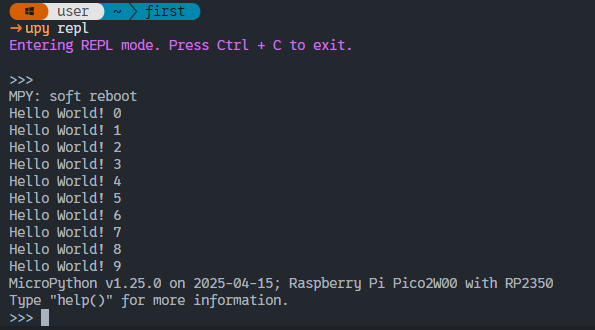 user ~ first
→ upy repl
Entering REPL mode. Press Ctrl + C to exit.
>>>
MPY: soft reboot
Hello World! 0
Hello World! 1
Hello World! 2
Hello World! 3
Hello World! 4
Hello World! 5
Hello World! 6
Hello World! 7
Hello World! 8
Hello World! 9
MicroPython v1.25.0 on 2025-04-15; Raspberry Pi Pico2W00 with RP2350
Type "help()" for more information.
>>>